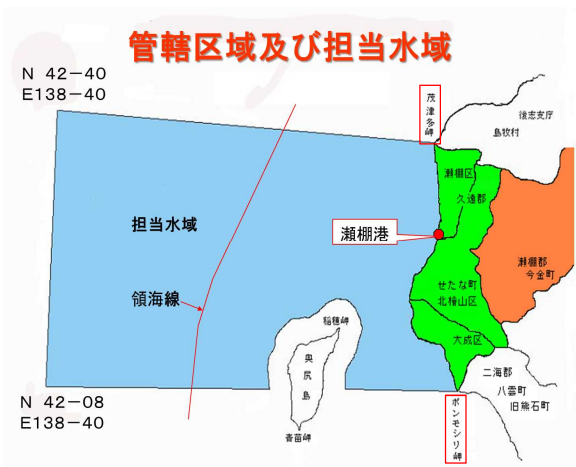 管轄区域及び担当水域
N 42－40
E138－40
茂津多岬
後志支庁
島牧村
瀬棚区
久遠郡
担当水域
瀬棚港
瀬棚郡
今金町
せたな町
北檜山区
領海線
稲穂岬
大成区
奥尻島
二海郡
八雲町
旧熊石町
N 42－08
E138－40
ポンモシリ岬
青苗岬